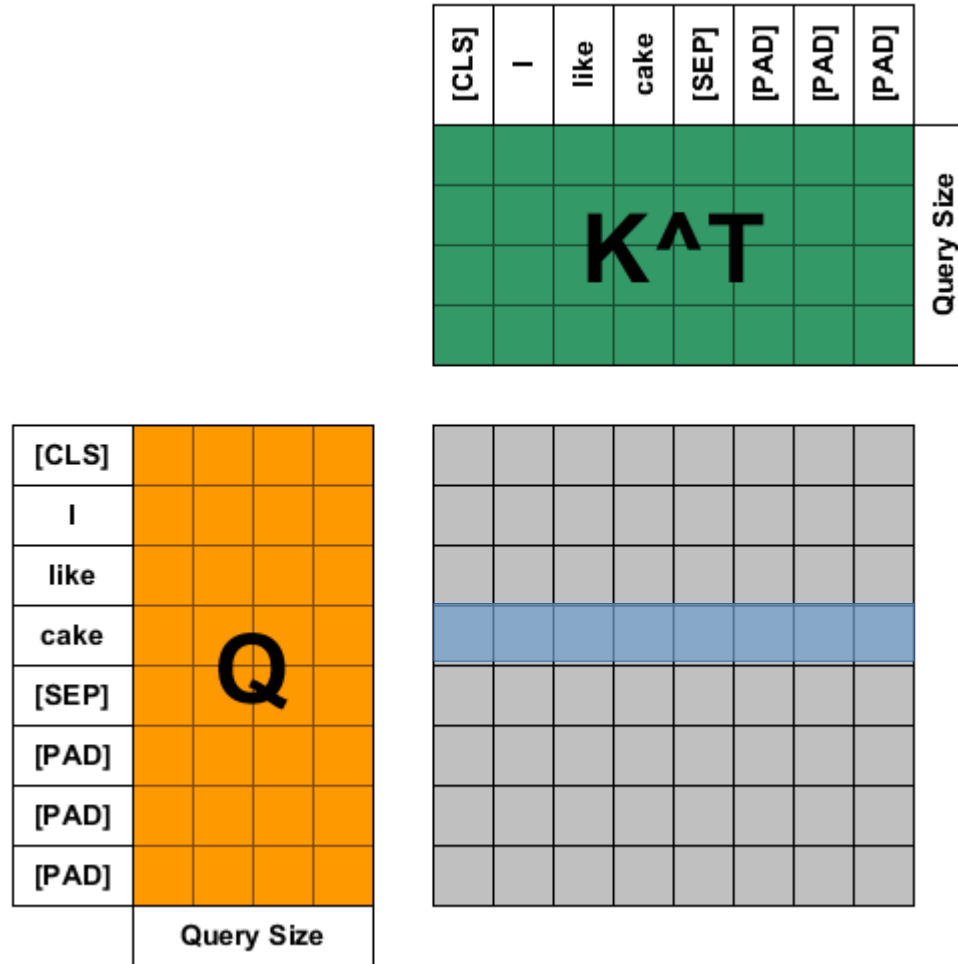 [CLS]
I
like
cake
[SEP]
[PAD]
[PAD]
[PAD]
K^T
Query Size
[CLS]
I
like
cake
[SEP]
[PAD]
[PAD]
[PAD]
Q
Query Size